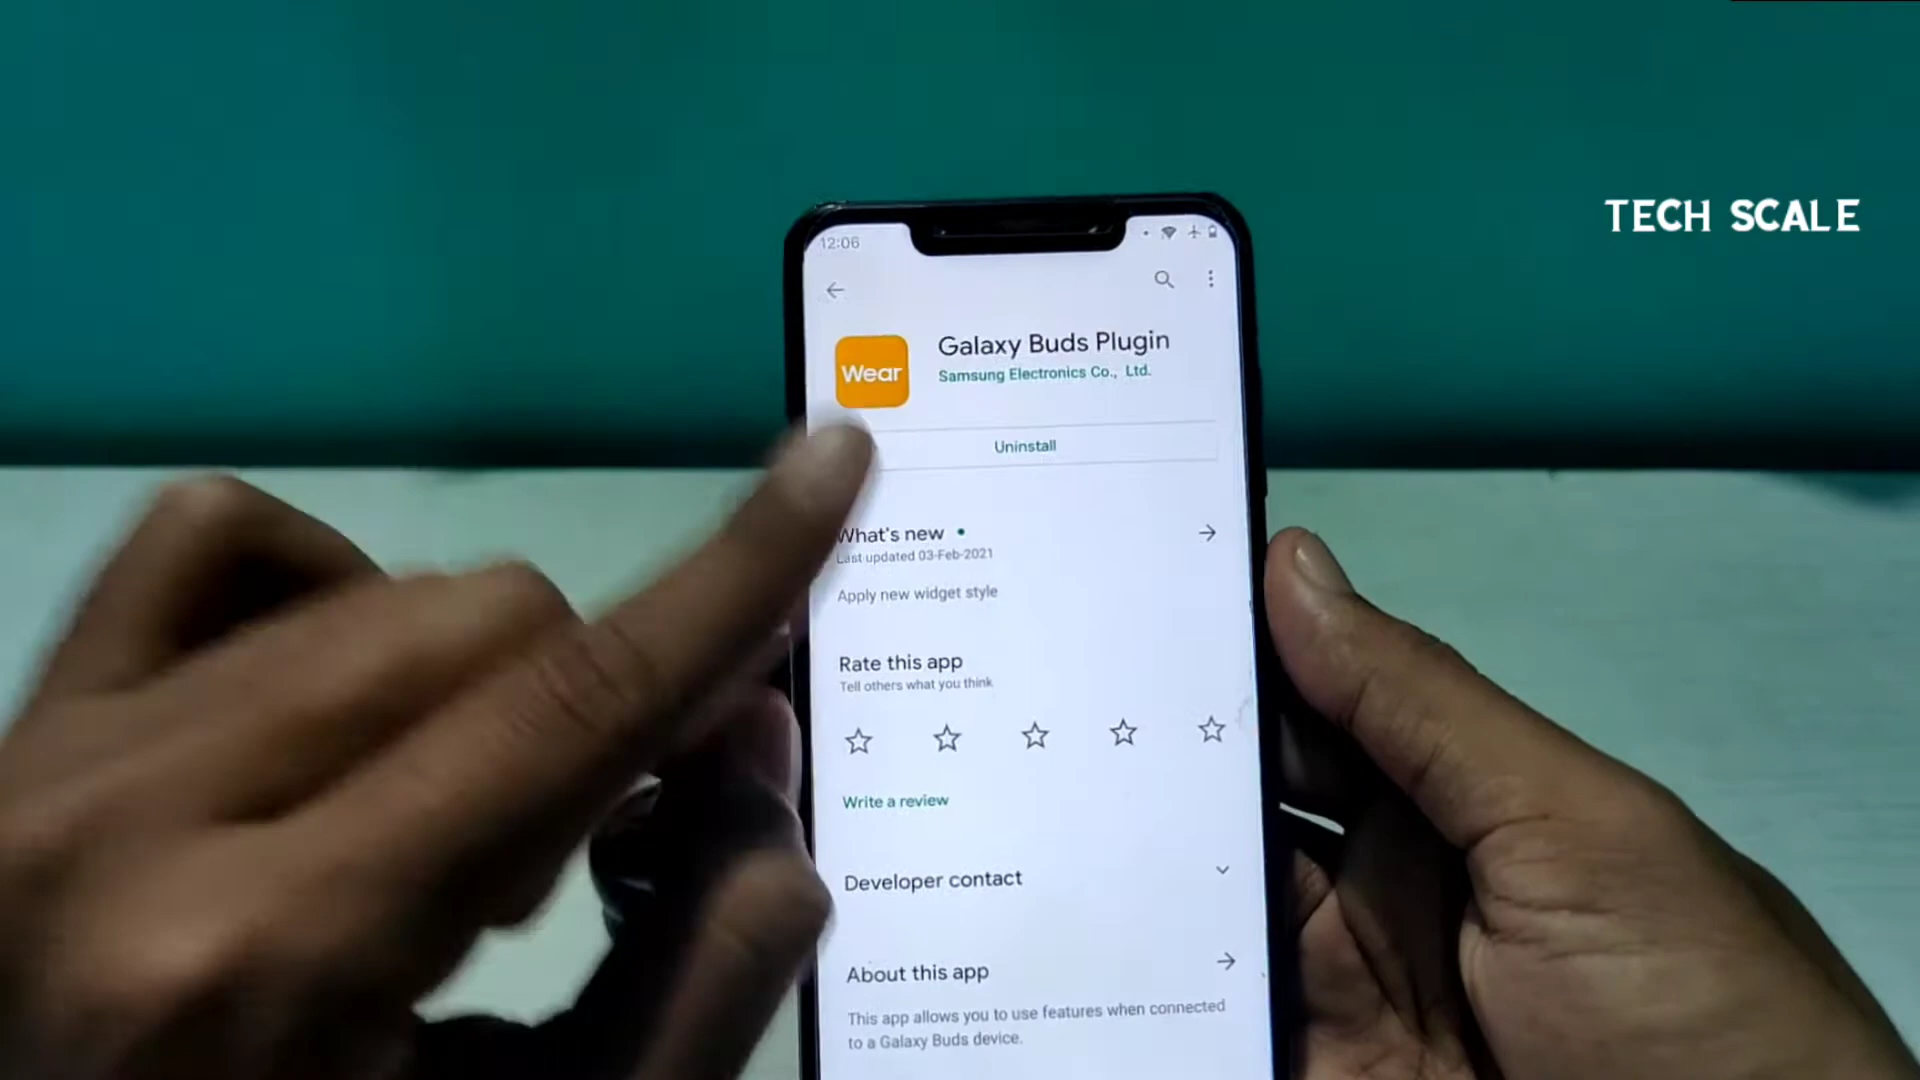 TECH SCALE
12:06
Wear
Galaxy Buds Plugin
Samsung Electronics Co., Ltd.
Uninstall
What's new
Last updated 03-Feb-2021
Apply new widget style
Rate this app
Tell others what you think
Write a review
Developer contact
About this app
This app allows you to use features when connected
to a Galaxy Buds device.